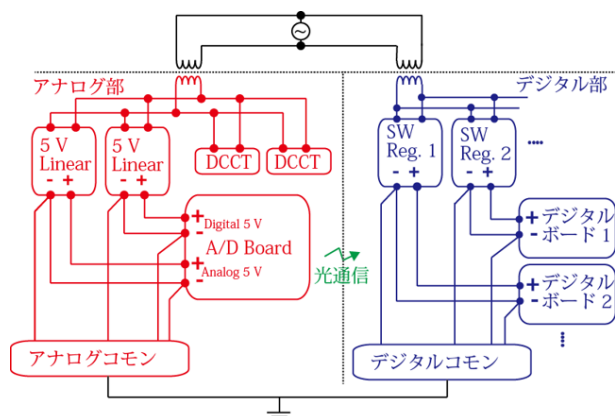 アナログ部
デジタル部
5 V
Linear
- +
5 V
Linear
- +
DCCT
DCCT
SW
Reg. 1
- +
SW
Reg. 2
- +
+ Digital 5 V
-
A/D Board
+ Analog 5 V
-
光通信
+ デジタル
- ボード 1
+ デジタル
- ボード 2
アナログコモン
デジタルコモン